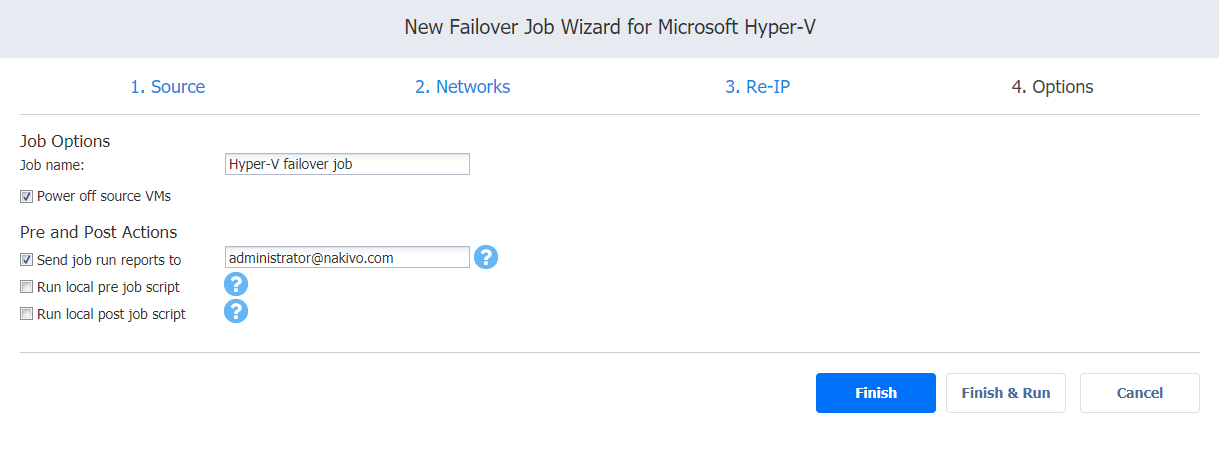 New Failover Job Wizard for Microsoft Hyper-V
1. Source 2. Networks 3. Re-IP 4. Options
Job Options
Job name: Hyper-V failover job
Power off source VMs
Pre and Post Actions
Send job run reports to administrator@nakivo.com ?
Run local pre job script ?
Run local post job script ?
Finish Finish & Run Cancel